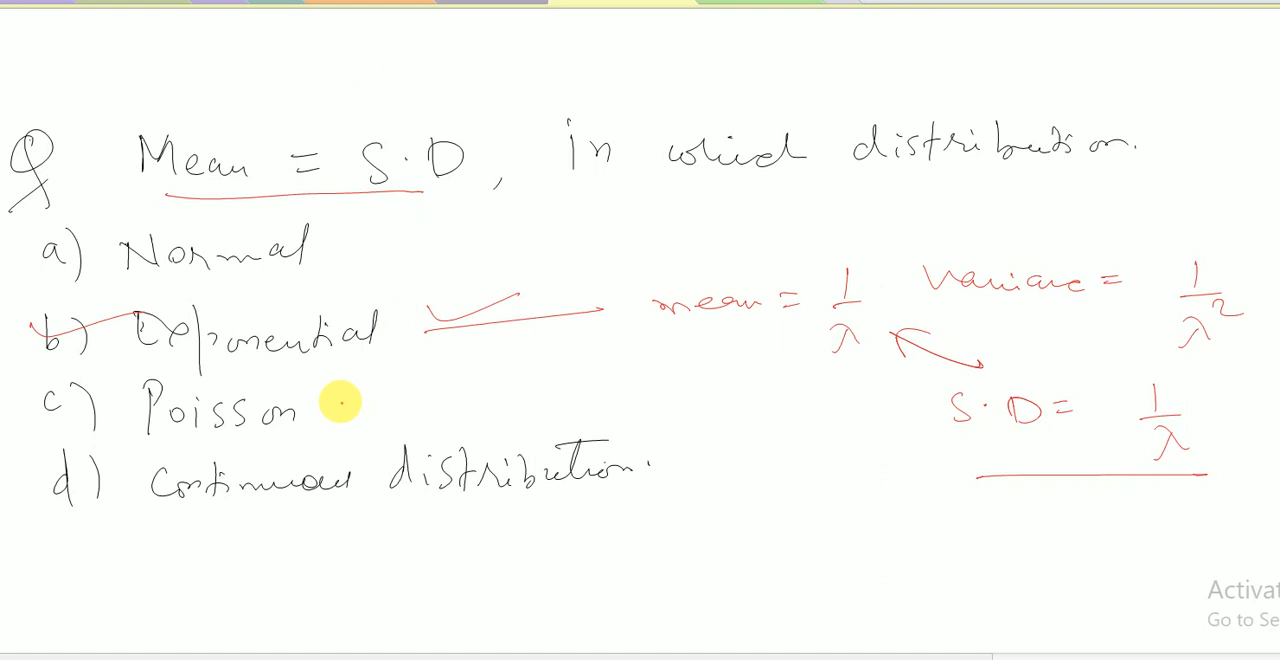 Q Mean = S.D, in which distribution.
a) Normal
b) Exponential
mean = 1/λ
variance = 1/λ²
c) Poisson
S.D = 1/λ
d) continuous distribution.
Activat
Go to Se